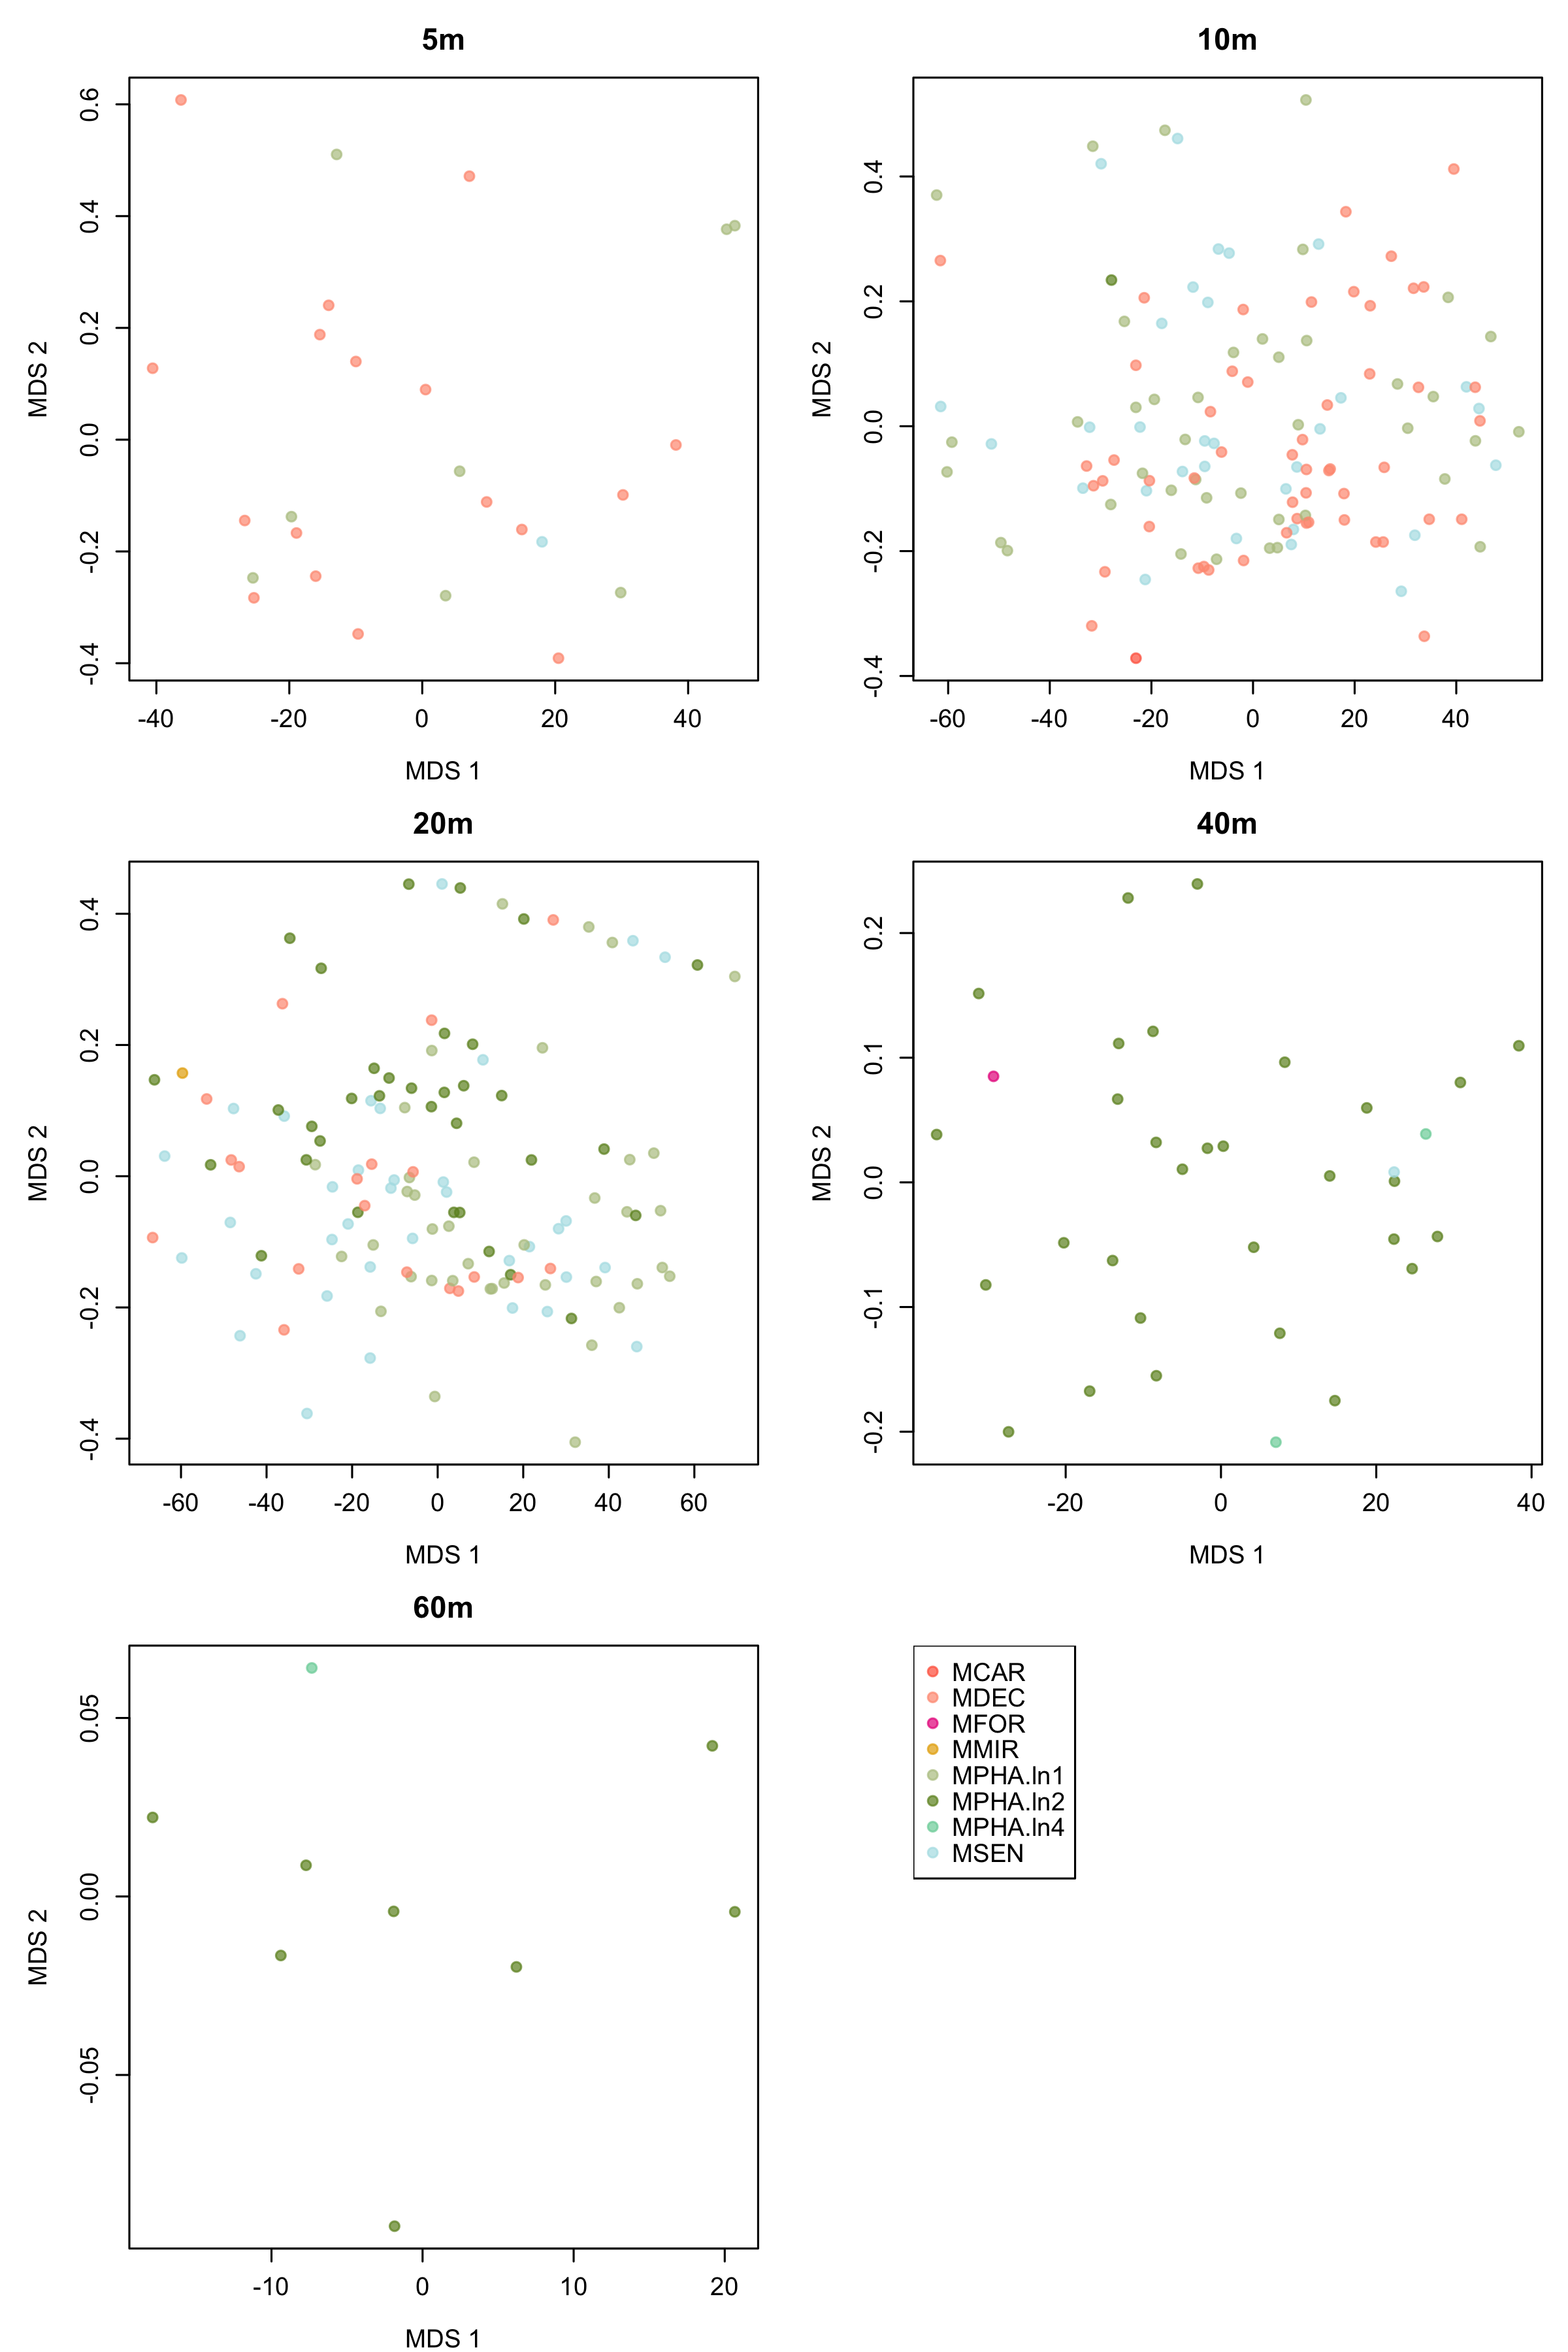 5m
0.6
0.4
0.2
0.0
-0.2
-0.4
MDS 2
-40 -20 0 20 40
MDS 1
10m
0.4
0.2
0.0
-0.2
-0.4
MDS 2
-60 -40 -20 0 20 40
MDS 1
20m
0.4
0.2
0.0
-0.2
-0.4
MDS 2
-60 -40 -20 0 20 40 60
MDS 1
40m
0.2
0.1
0.0
-0.1
-0.2
MDS 2
-20 0 20 40
MDS 1
60m
0.05
0.00
-0.05
MDS 2
-10 0 10 20
MDS 1
MCAR
MDEC
MFOR
MMIR
MPHA.ln1
MPHA.ln2
MPHA.ln4
MSEN